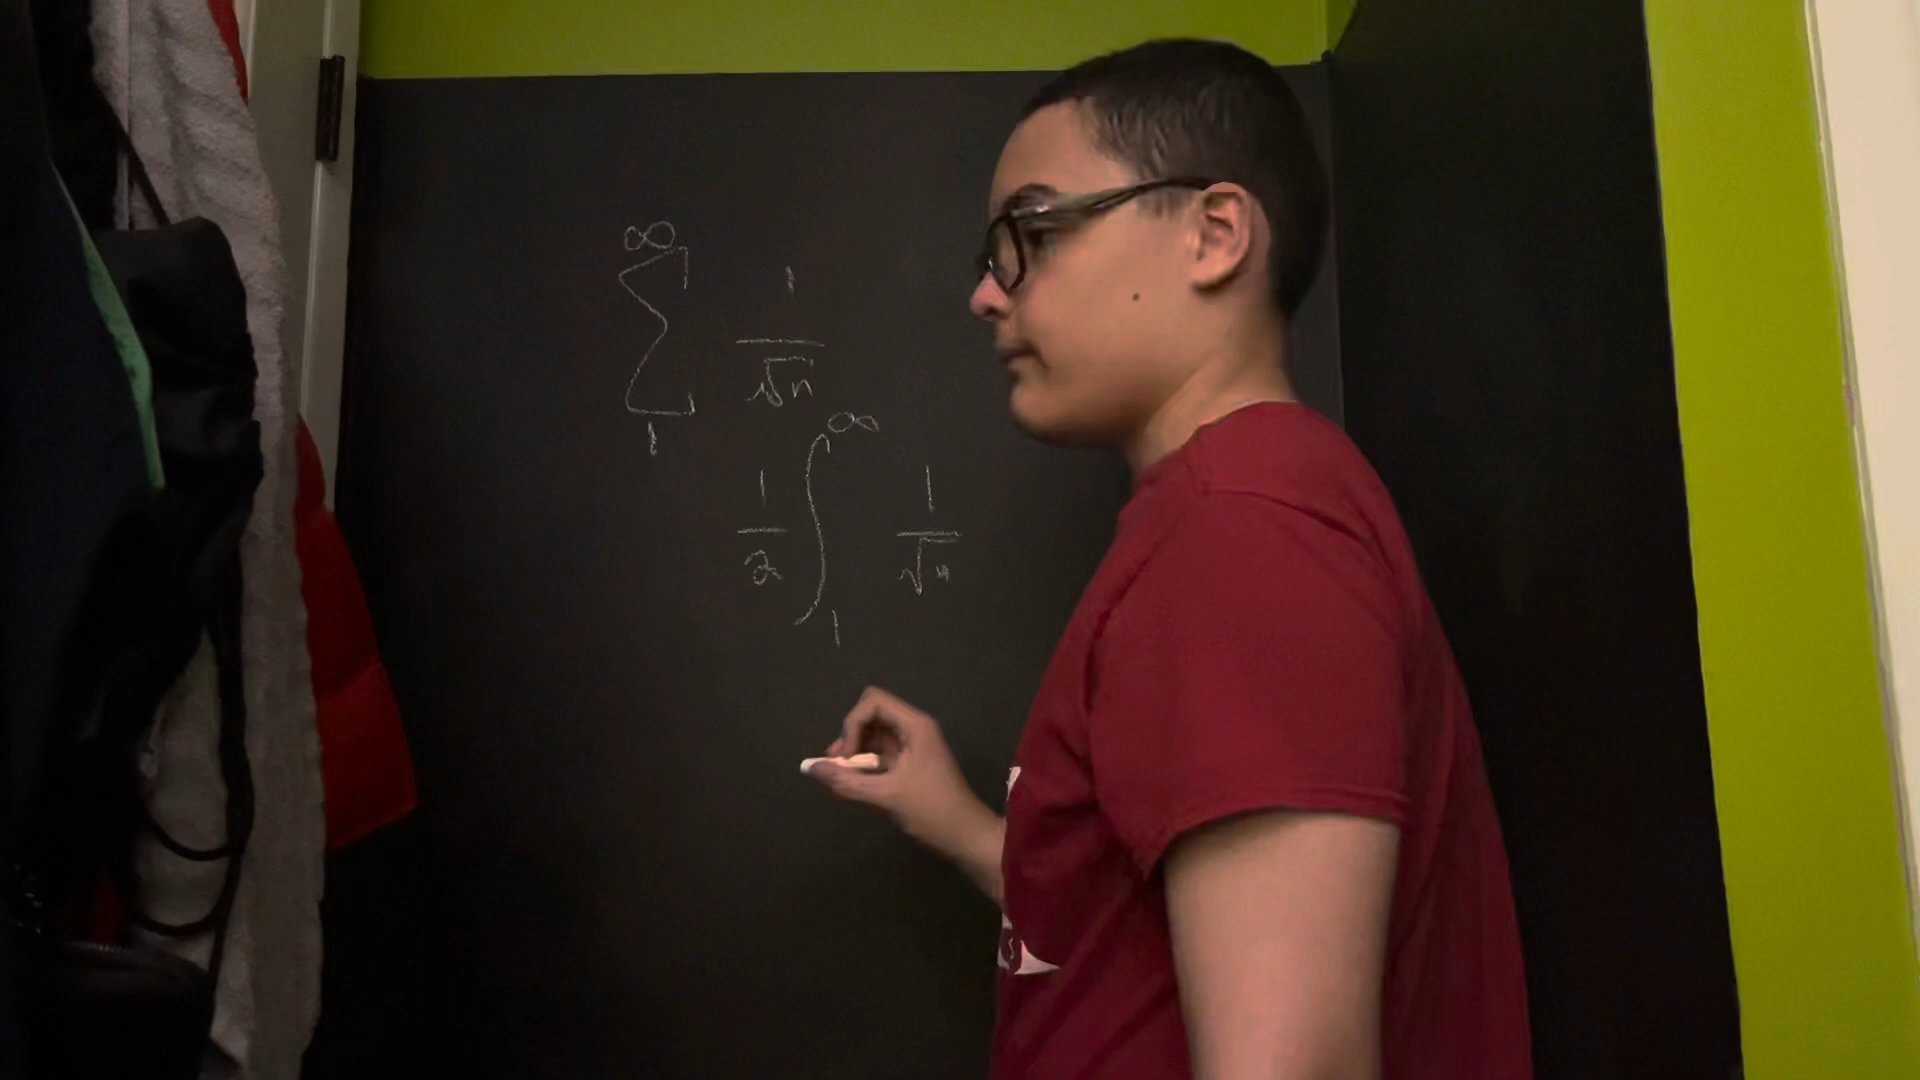 ∞
∑ 1/√n
1
∞
1/2 ∫ 1/√n
1